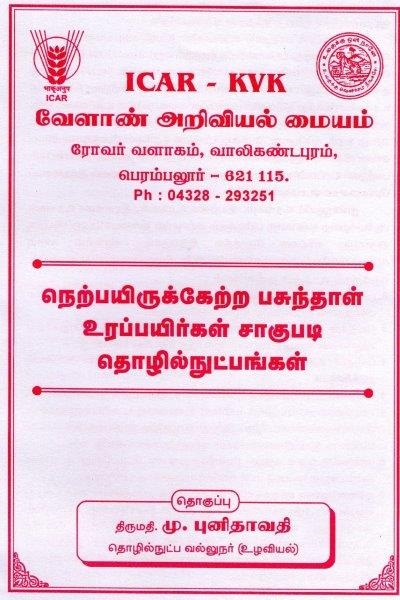 भाकृअनुप
ICAR
ICAR - KVK
வேளாண் அறிவியல் மையம்
ரோவர் வளாகம், வாலிகண்டபுரம்,
பெரம்பலூர் – 621 115.
Ph : 04328 - 293251
நெற்பயிருக்கேற்ற பசுந்தாள்
உரப்பயிர்கள் சாகுபடி
தொழில்நுட்பங்கள்
தொகுப்பு
திருமதி. மு. புனிதாவதி
தொழில்நுட்ப வல்லுநர் (உழவியல்)